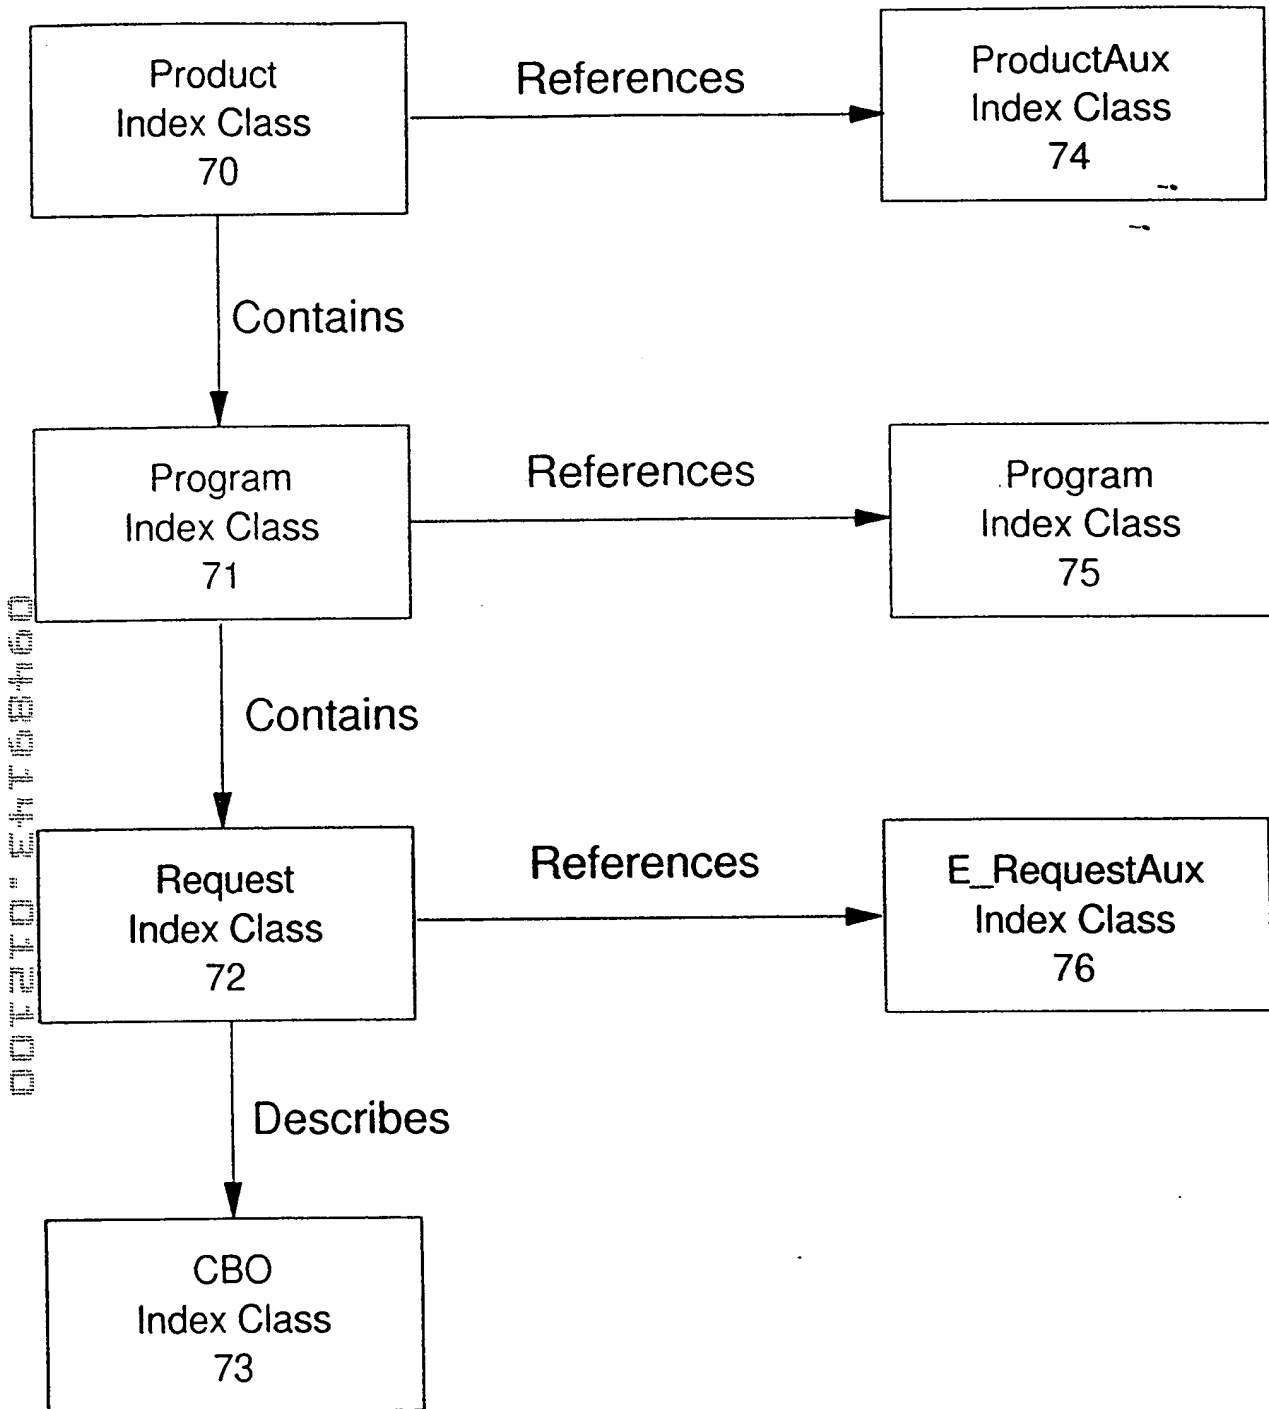 Product
Index Class
70
References
ProductAux
Index Class
74
Contains
Program
Index Class
71
References
Program
Index Class
75
Contains
Request
Index Class
72
References
E_RequestAux
Index Class
76
Describes
CBO
Index Class
73